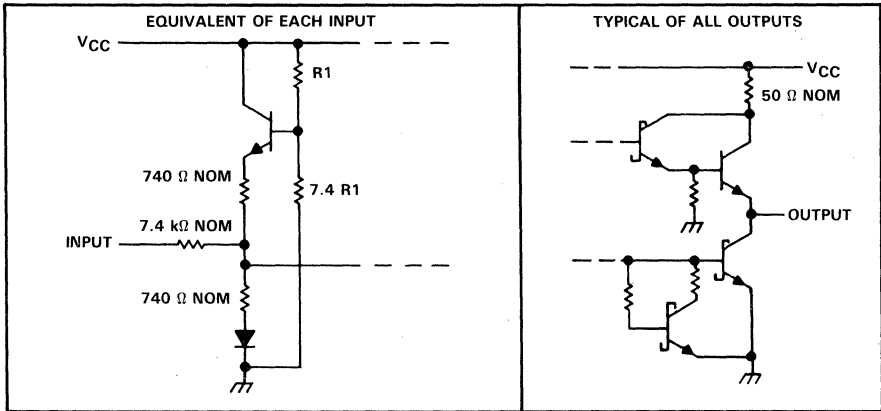 EQUIVALENT OF EACH INPUT
VCC
R1
740 Ω NOM
7.4 R1
7.4 kΩ NOM
INPUT
740 Ω NOM
TYPICAL OF ALL OUTPUTS
VCC
50 Ω NOM
OUTPUT